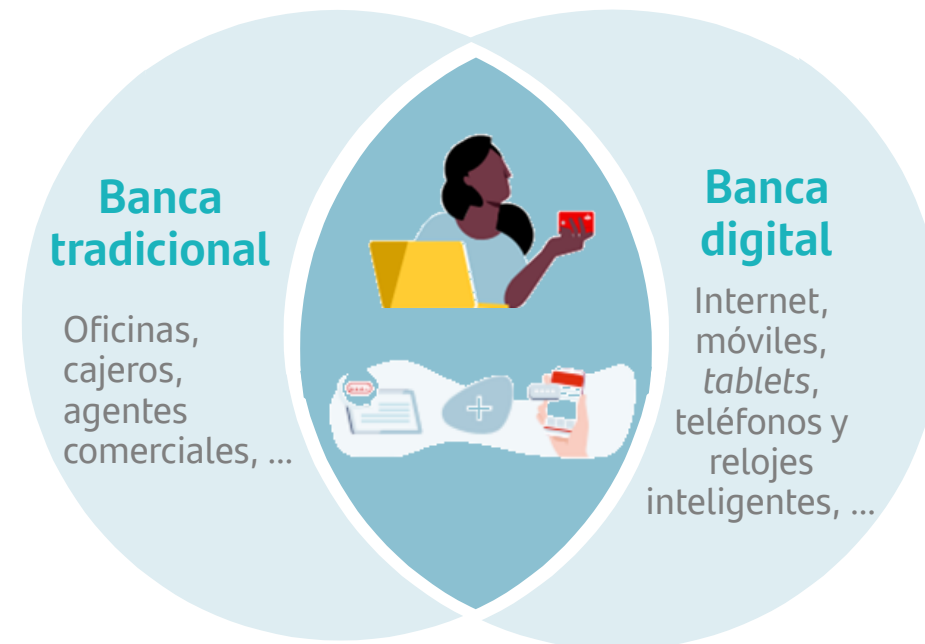 Banca
tradicional
Oficinas,
cajeros,
agentes
comerciales, ...
Banca
digital
Internet,
móviles,
tablets,
teléfonos y
relojes
inteligentes, ...